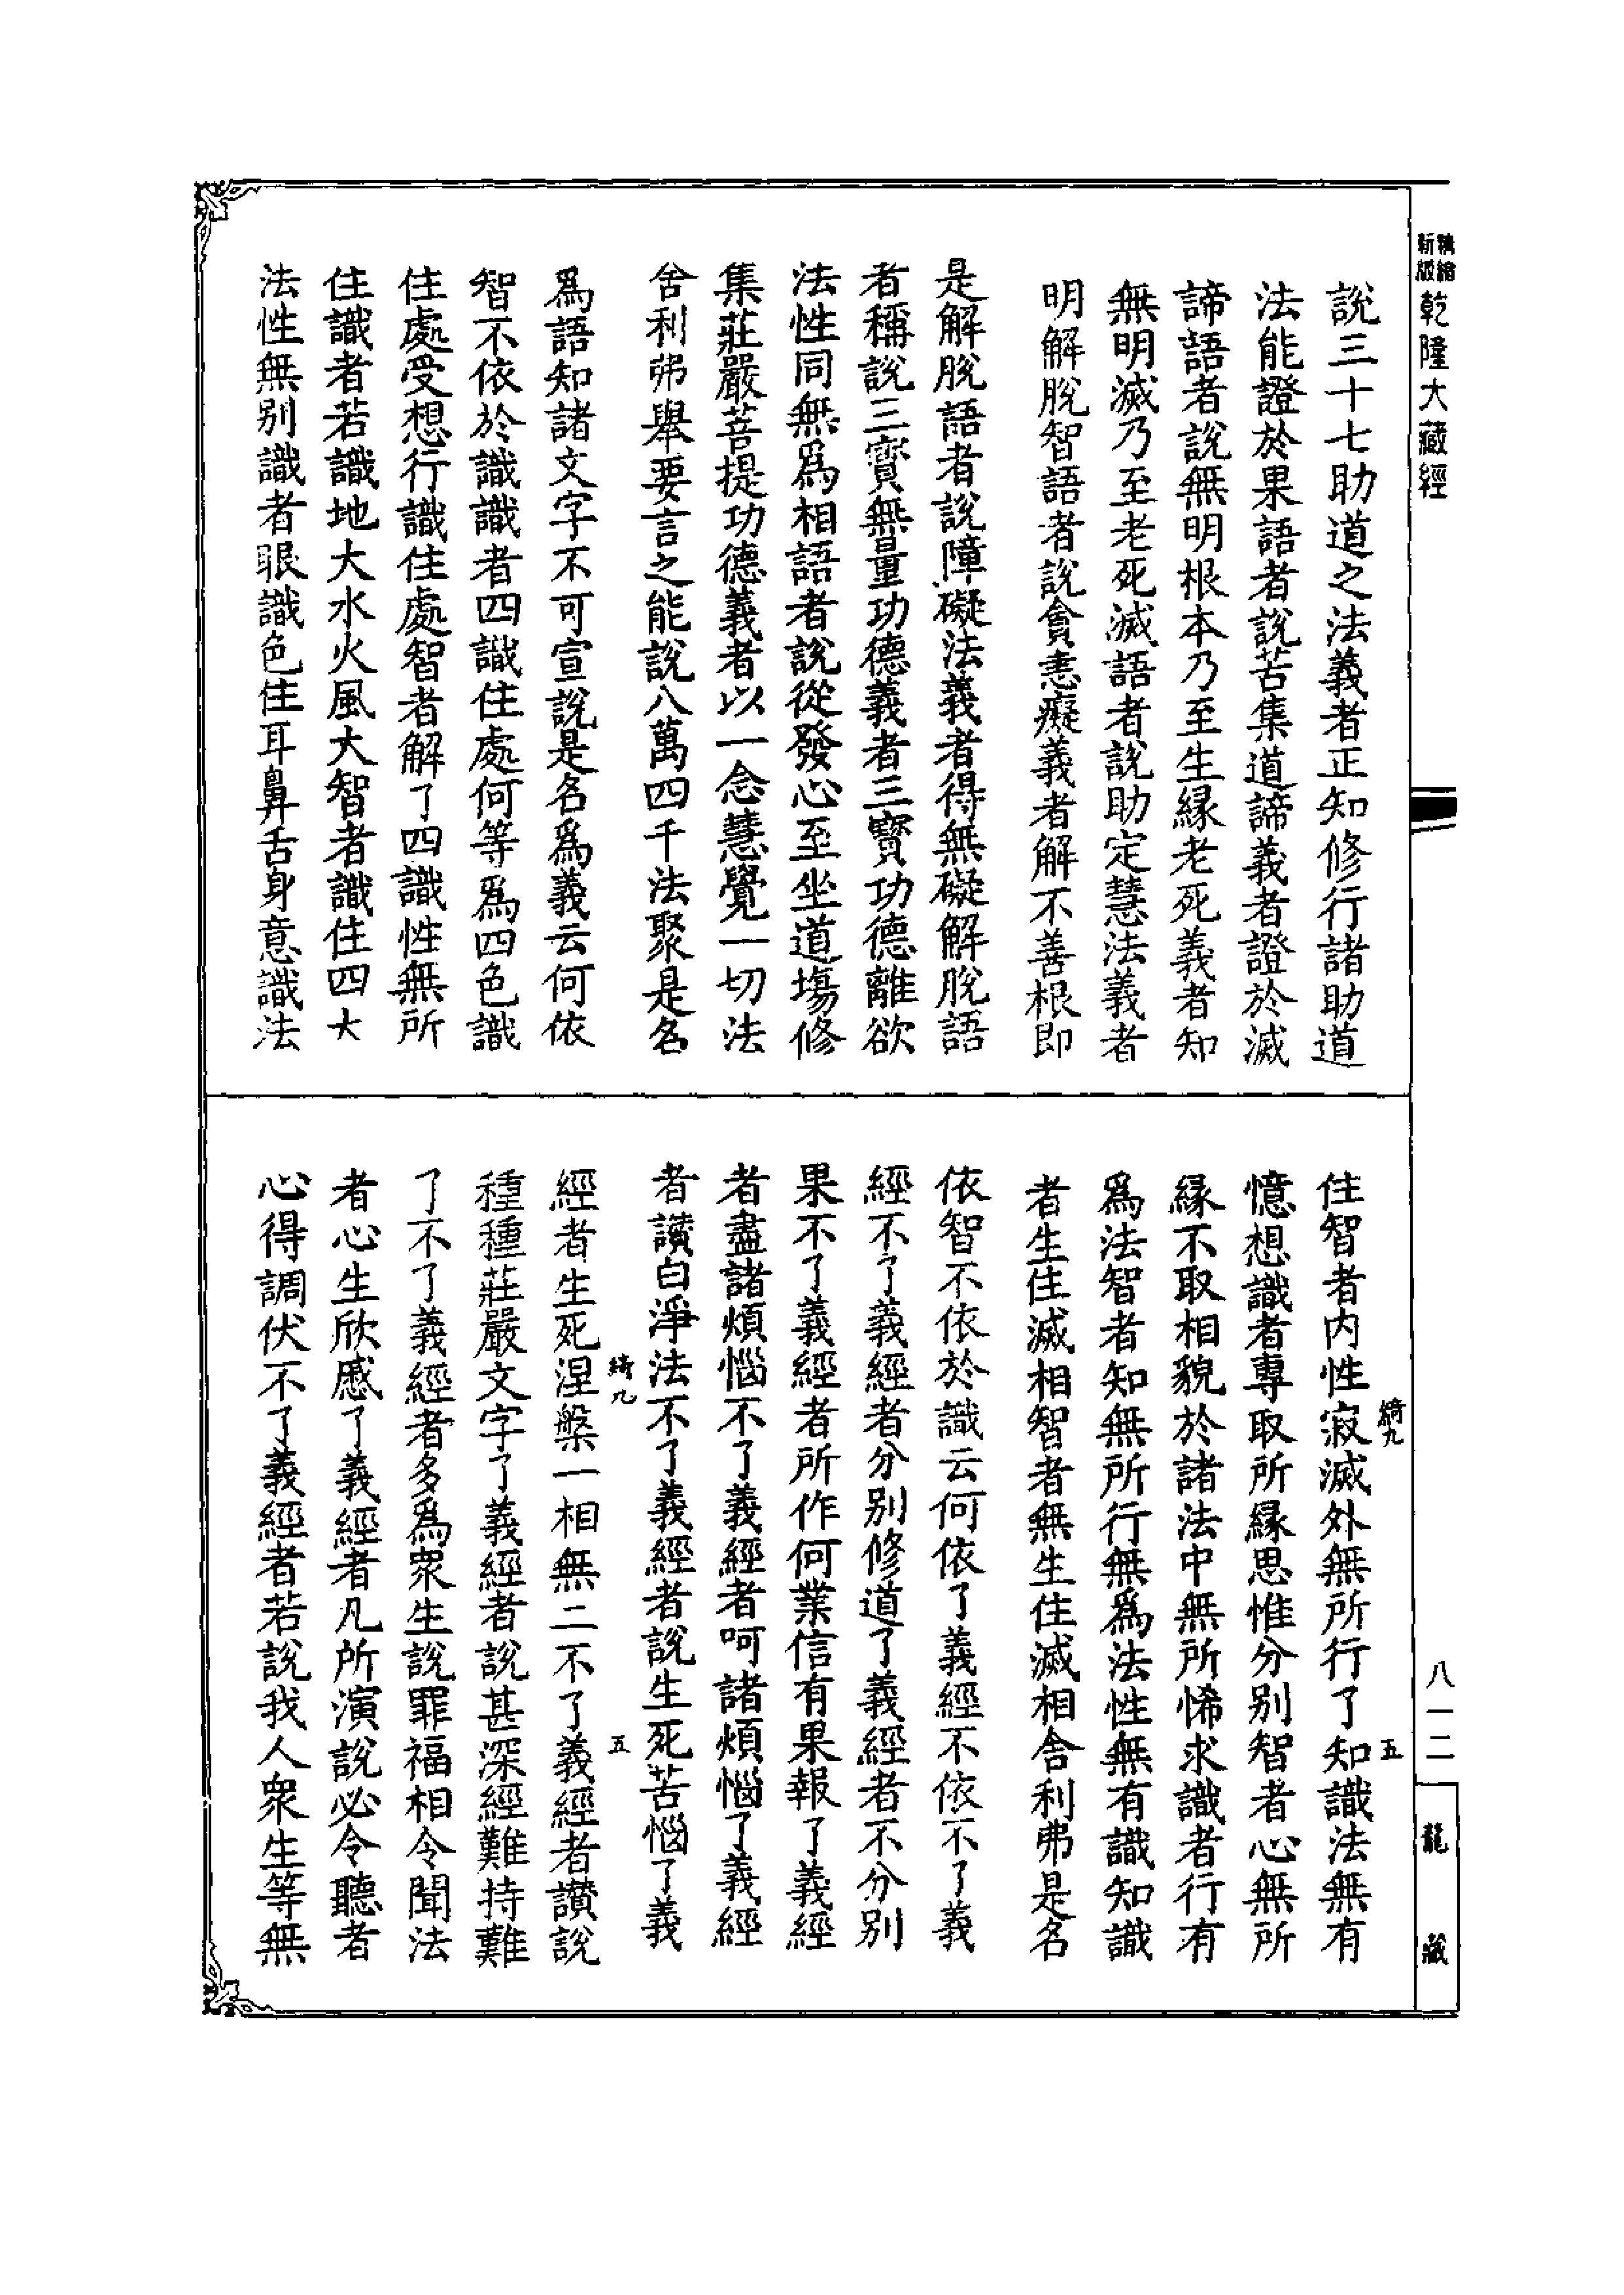 精繪
新版
乾隆大藏經
說三十七助道之法義者正知修行諸助道
法能證於果語者說苦集道諦義者證於滅
諦語者說無明根本乃至生緣老死義者知
無明滅乃至老死滅語者說助定慧法義者
明解脫智語者說貪恚癡義者解不善根即
是解脫語者說障礙法義者得無礙解脫語
者稱說三寶無量功德義者三寶功德離欲
法性同無為相語者說從發心至坐道場修
集莊嚴菩提功德義者以一念慧覺一切法
舍利弗舉要言之能說八萬四千法聚是名
為語知諸文字不可宣說是名為義云何依
智不依於識識者四識住處何等為四色識
住處受想行識住處智者解了四識性無所
住識者若識地大水火風大智者識住四大
法性無別識者眼識色住耳鼻舌身意識法
綺九
五
住智者內性寂滅外無所行了知識法無有
憶想識者專取所緣思惟分別智者心無所
緣不取相貌於諸法中無所悕求識者行有
為法智者知無所行無為法性無有識知識
者生住滅相智者無生住滅相舍利弗是名
依智不依於識云何依了義經不依不了義
經不了義經者分別修道了義經者不分別
果不了義經者所作何業信有果報了義經
者盡諸煩惱不了義經者呵諸煩惱了義經
者讚白淨法不了義經者說生死苦惱了義
綺九
五
經者生死涅槃一相無二不了義經者讚說
種種莊嚴文字了義經者說甚深經難持難
了不了義經者多為眾生說罪福相令聞法
者心生欣慼了義經者凡所演說必令聽者
心得調伏不了義經者若說我人眾生等無
八一二
龍藏